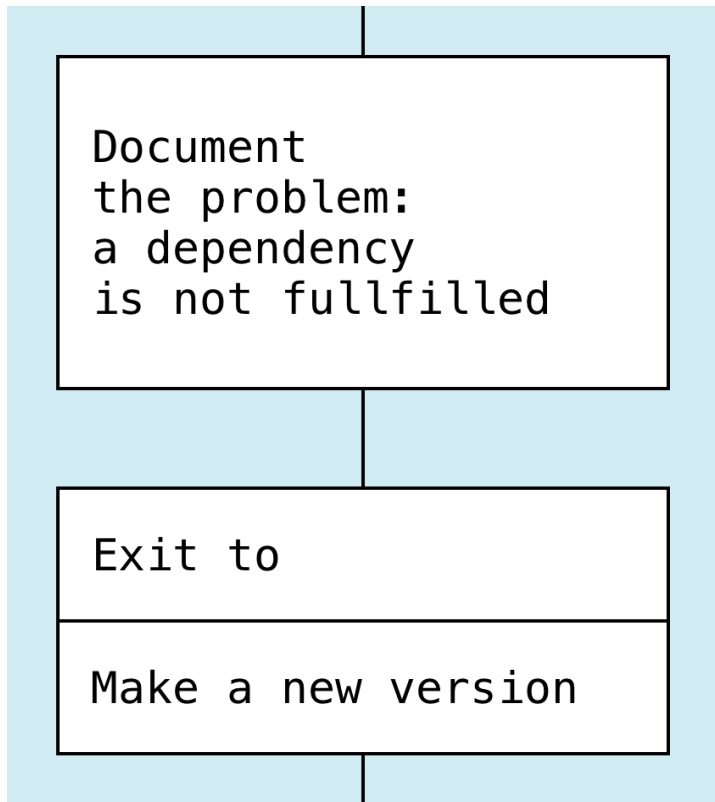 Document
the problem:
a dependency
is not fullfilled
Exit to
Make a new version